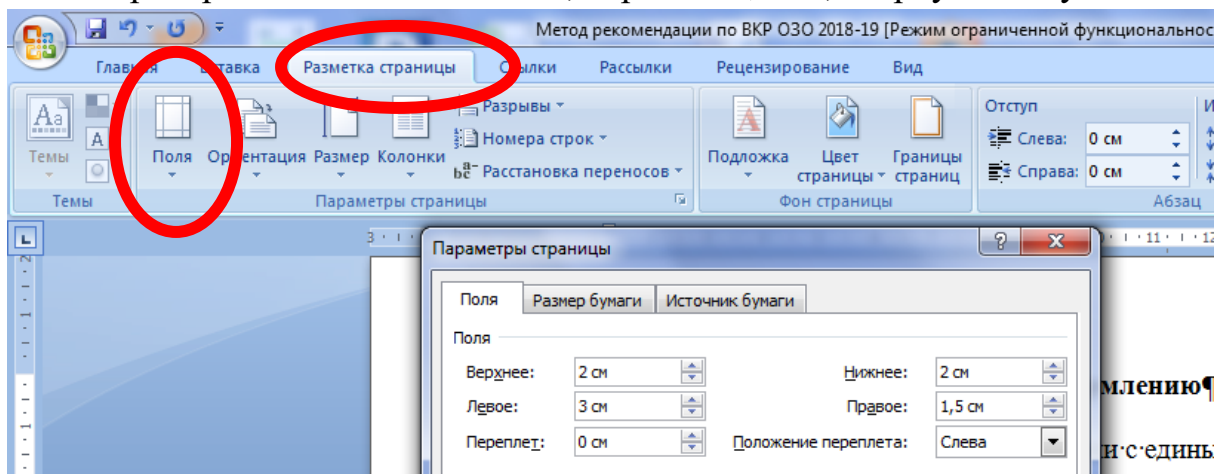 Метод рекомендации по ВКР ОЗО 2018-19 [Режим ограниченной функциональнос
Главная Вставка Разметка страницы Ссылки Рассылки Рецензирование Вид
Разрывы
Номера строк
Расстановка переносов
Темы Поля Ориентация Размер Колонки
Подложка Цвет страницы Границы страниц
Отступ
Слева: 0 см
Справа: 0 см
Темы Параметры страницы Фон страницы Абзац
3 11 12
Параметры страницы
Поля Размер бумаги Источник бумаги
Поля
Верхнее: 2 см Нижнее: 2 см
Левое: 3 см Правое: 1,5 см
Переплет: 0 см Положение переплета: Слева
млению¶
и·с·едины